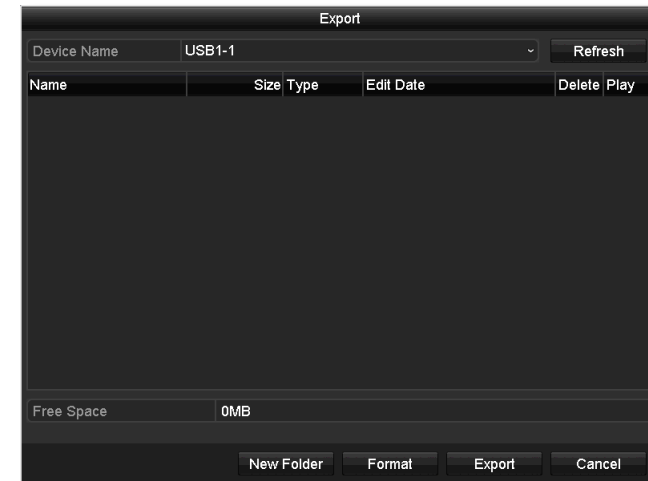 Export
Device Name USB1-1 Refresh
Name Size Type Edit Date Delete Play
Free Space 0MB
New Folder Format Export Cancel